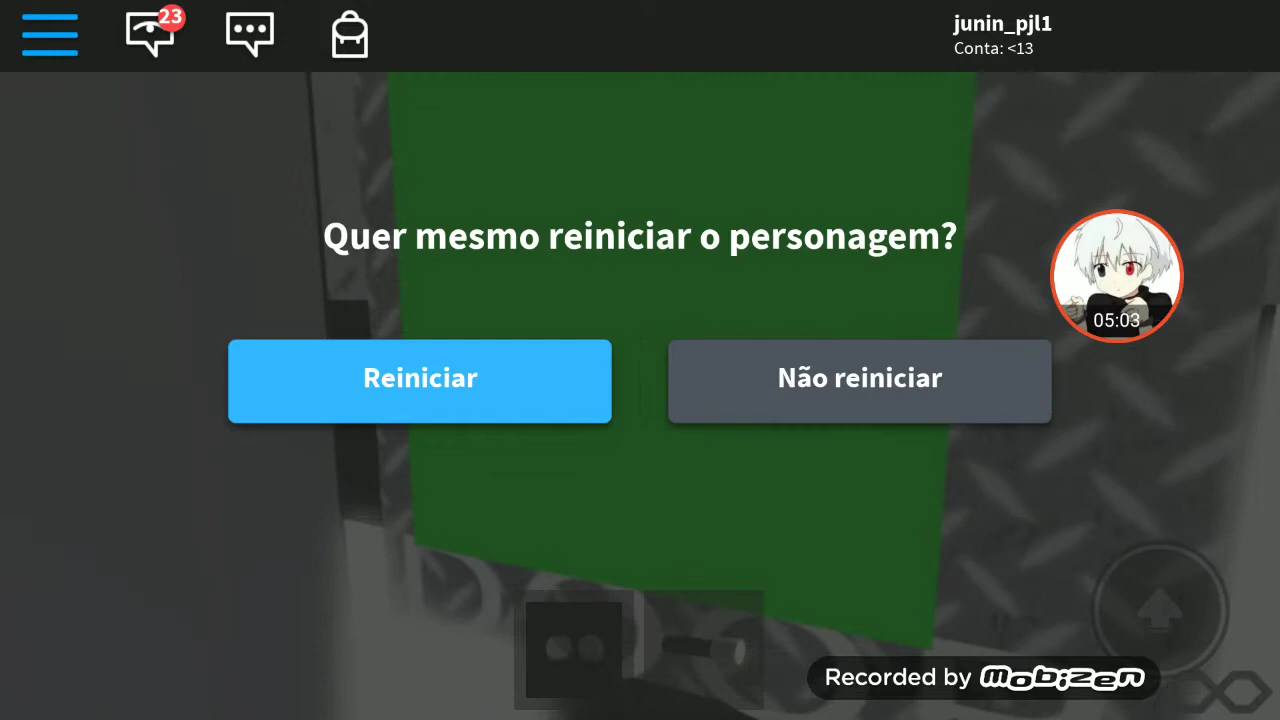 23
junin_pjl1
Conta: <13
Quer mesmo reiniciar o personagem?
05:03
Reiniciar
Não reiniciar
Recorded by mobizen